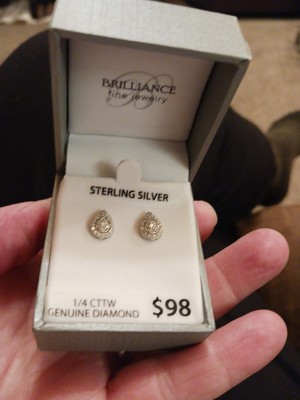 BRILLIANCE
fine jewelry
STERLING SILVER
1/4 CTTW
GENUINE DIAMOND
$98